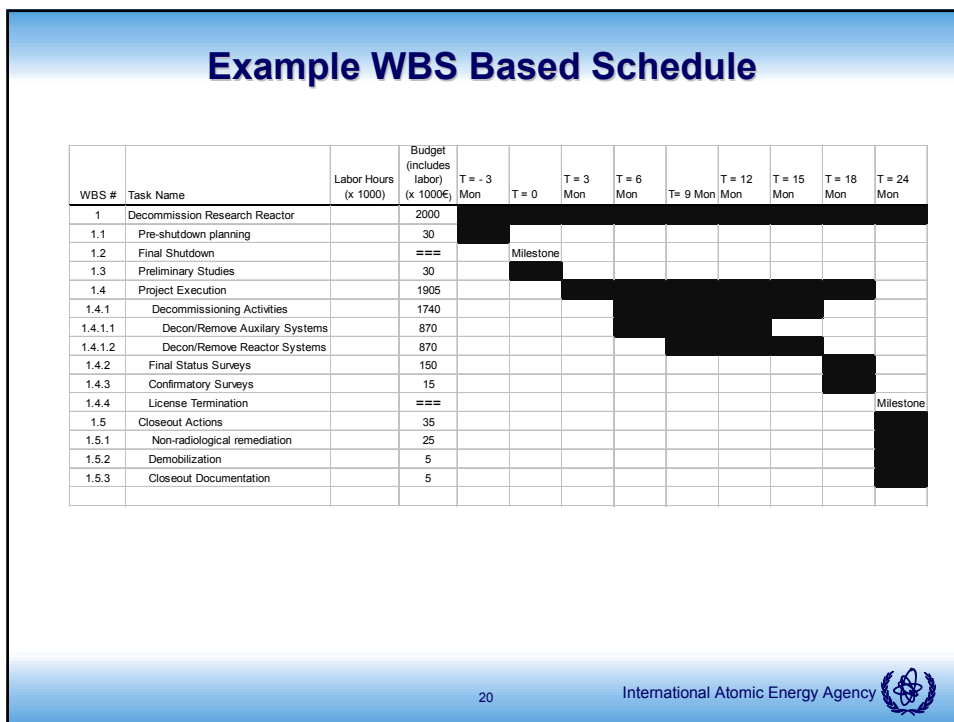 Example WBS Based Schedule
WBS # Task Name Labor Hours (x 1000) Budget (includes labor) (x 1000€) T = - 3 Mon T = 0 T = 3 Mon T = 6 Mon T= 9 Mon T = 12 Mon T = 15 Mon T = 18 Mon T = 24 Mon
1 Decommission Research Reactor 2000
1.1 Pre-shutdown planning 30
1.2 Final Shutdown === Milestone
1.3 Preliminary Studies 30
1.4 Project Execution 1905
1.4.1 Decommissioning Activities 1740
1.4.1.1 Decon/Remove Auxilary Systems 870
1.4.1.2 Decon/Remove Reactor Systems 870
1.4.2 Final Status Surveys 150
1.4.3 Confirmatory Surveys 15
1.4.4 License Termination === Milestone
1.5 Closeout Actions 35
1.5.1 Non-radiological remediation 25
1.5.2 Demobilization 5
1.5.3 Closeout Documentation 5
20 International Atomic Energy Agency